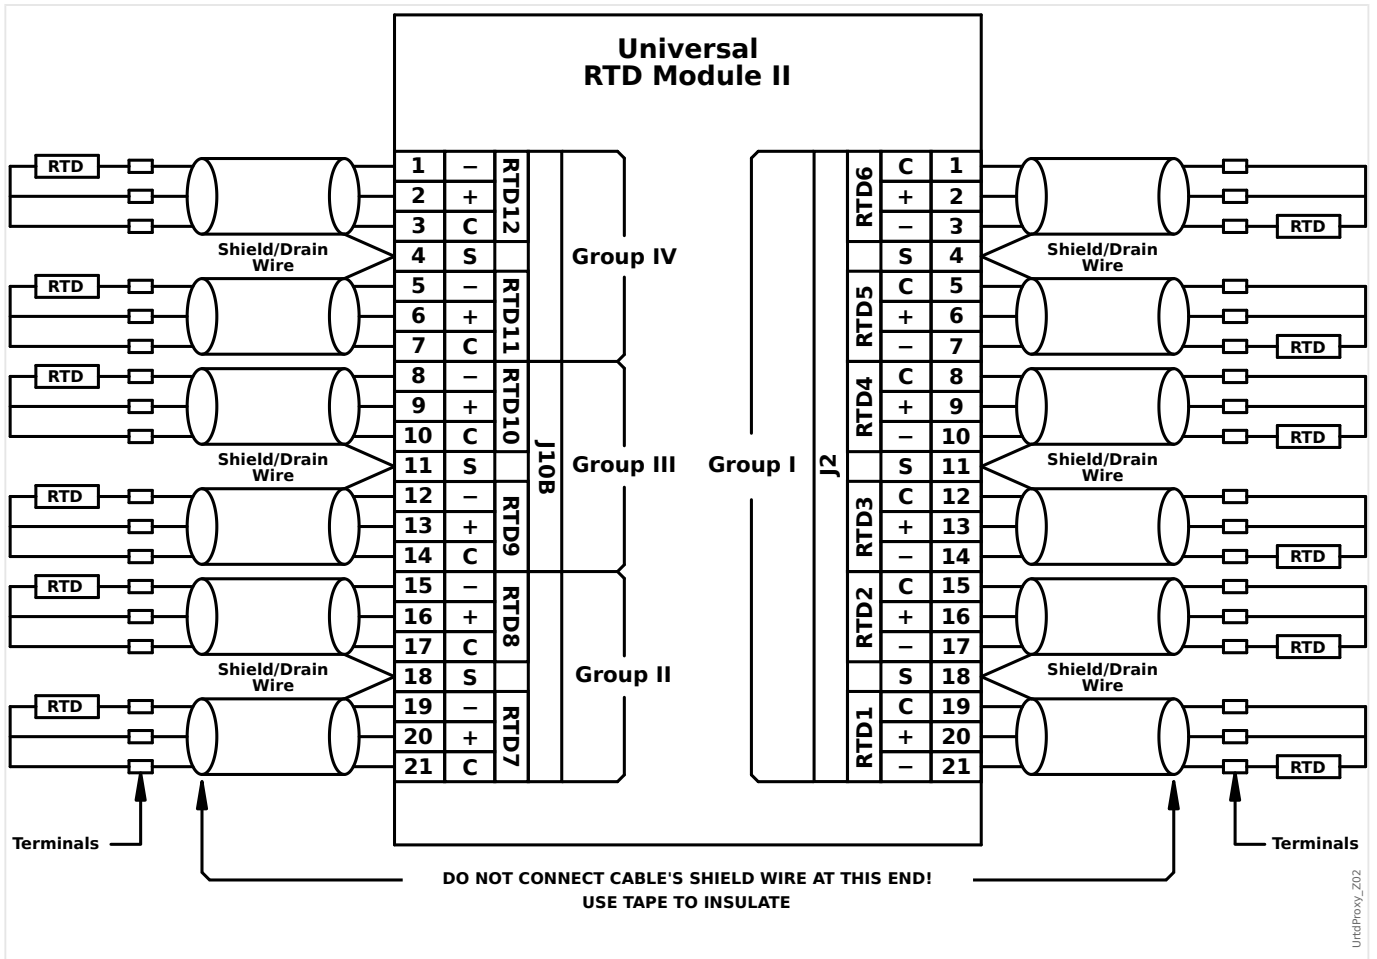 Universal
RTD Module II
RTD 1 − RTD12 RTD6 C 1
2 + + 2
3 C − 3 RTD
Shield/Drain
Wire
4 S Group IV S 4
Shield/Drain
Wire
RTD 5 − RTD11 RTD5 C 5
6 + + 6
7 C − 7 RTD
RTD 8 − RTD10 RTD4 C 8
9 + + 9
10 C − 10 RTD
Shield/Drain
Wire
11 S J10B Group III Group I J2 S 11
Shield/Drain
Wire
RTD 12 − RTD9 RTD3 C 12
13 + + 13
14 C − 14 RTD
RTD 15 − RTD8 RTD2 C 15
16 + + 16
17 C − 17 RTD
Shield/Drain
Wire
18 S Group II S 18
Shield/Drain
Wire
RTD 19 − RTD7 RTD1 C 19
20 + + 20
21 C − 21 RTD
Terminals
Terminals
DO NOT CONNECT CABLE'S SHIELD WIRE AT THIS END!
USE TAPE TO INSULATE
UrtdProxy_Z02